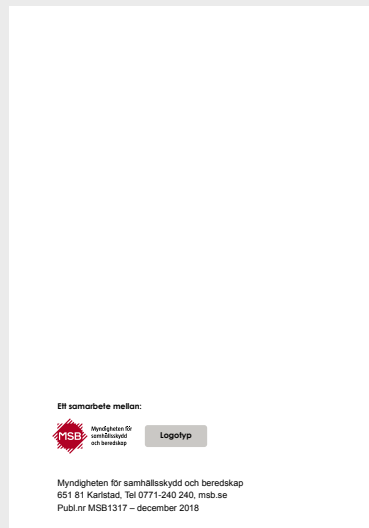 Ett samarbete mellan:
MSB
Myndigheten för
samhällsskydd
och beredskap
Logotyp
Myndigheten för samhällsskydd och beredskap
651 81 Karlstad, Tel 0771-240 240, msb.se
Publ.nr MSB1317 – december 2018